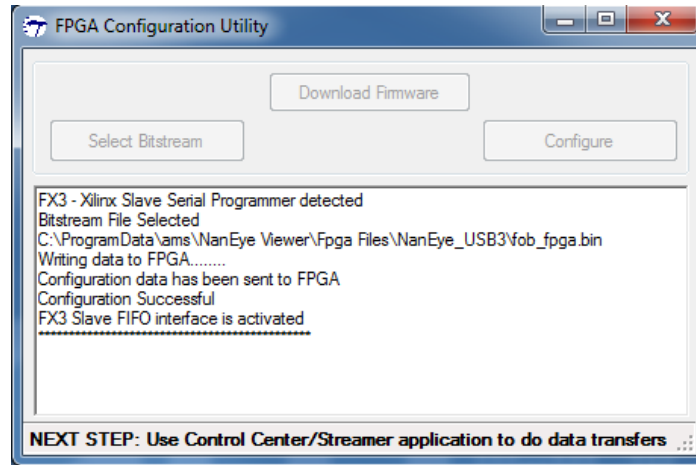 FPGA Configuration Utility
Download Firmware
Select Bitstream
Configure
FX3 - Xilinx Slave Serial Programmer detected
Bitstream File Selected
C:\ProgramData\ams\NanEye Viewer\Fpga Files\NanEye_USB3\fob_fpga.bin
Writing data to FPGA........
Configuration data has been sent to FPGA
Configuration Successful
FX3 Slave FIFO interface is activated
**********************************************
NEXT STEP: Use Control Center/Streamer application to do data transfers